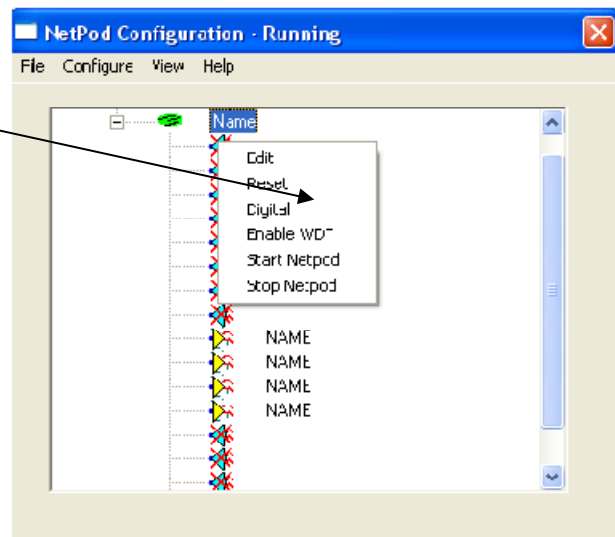 NetPod Configuration - Running
File Configure View Help
Name
Edit
Reset
Digital
Enable WDT
Start Netpod
Stop Netpod
NAME
NAME
NAME
NAME